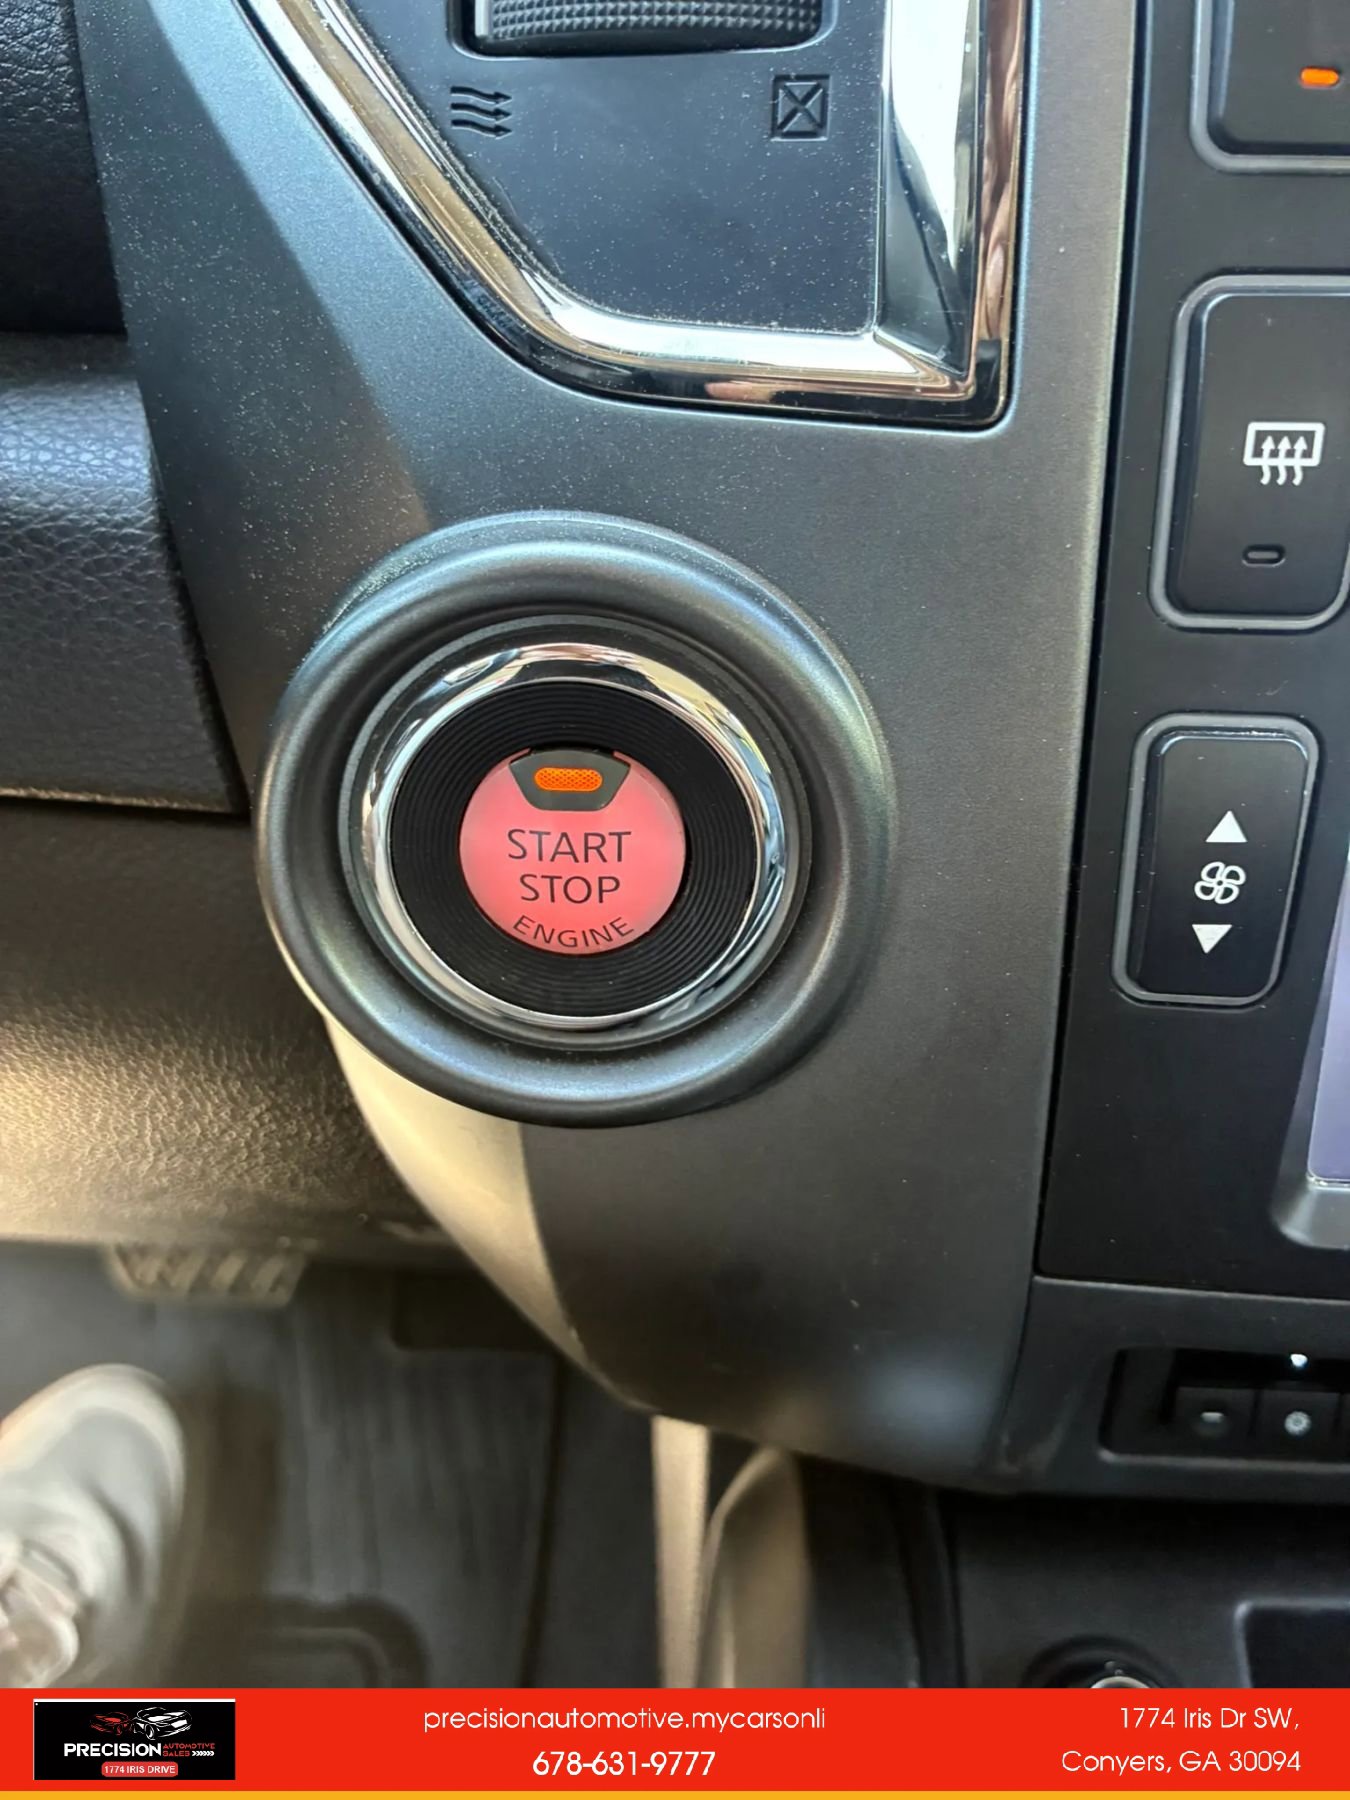 START
STOP
ENGINE
PRECISION AUTOMOTIVE
SALES
1774 IRIS DRIVE
precisionautomotive.mycarsonli
678-631-9777
1774 Iris Dr SW,
Conyers, GA 30094